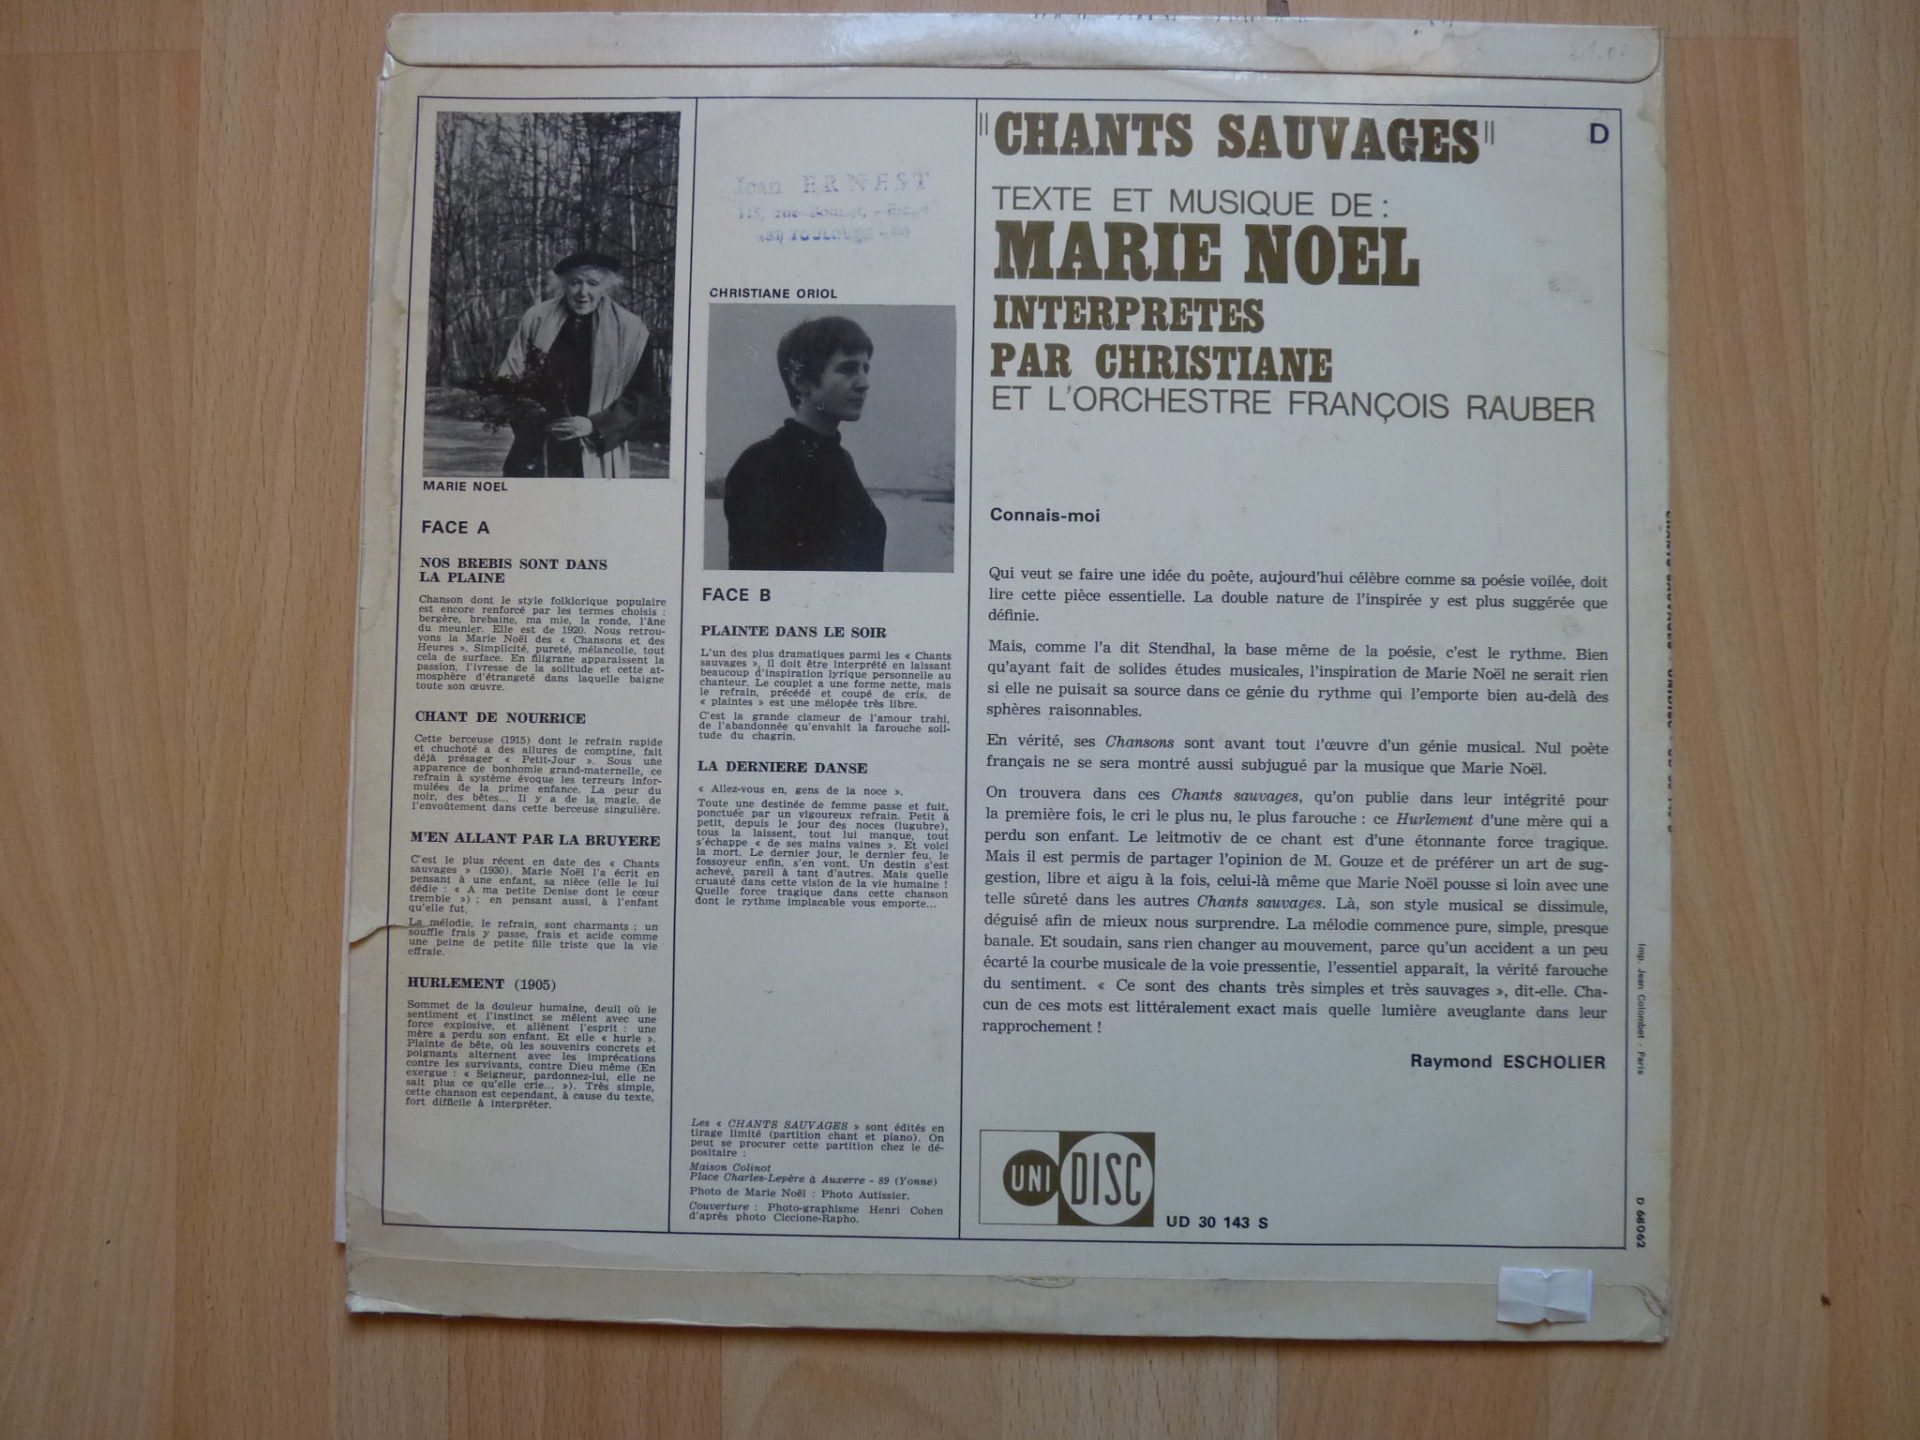 MARIE NOEL
FACE A
NOS BREBIS SONT DANS
LA PLAINE
Chanson dont le style folklorique populaire
est encore renforcé par les termes choisis :
bergère, brebaine, ma mie, la ronde, l'âne
du meunier. Elle est de 1920. Nous retrou-
vons la Marie Noël des « Chansons et des
Heures ». Simplicité, pureté, mélancolie, tout
cela de surface. En filigrane apparaissent la
passion, l'ivresse de la solitude et cette at-
mosphère d'étrangeté dans laquelle baigne
toute son œuvre.
CHANT DE NOURRICE
Cette berceuse (1915) dont le refrain rapide
et chuchoté a des allures de comptine, fait
déjà présager « Petit-Jour ». Sous une
apparence de bonhomie grand-maternelle, ce
refrain à système évoque les terreurs infor-
mulées de la prime enfance. La peur du
noir, des bêtes... Il y a de la magie, de
l'envoûtement dans cette berceuse singulière.
M'EN ALLANT PAR LA BRUYERE
C'est le plus récent en date des « Chants
sauvages » (1930). Marie Noël l'a écrit en
pensant à une enfant, sa nièce (elle le lui
dédie : « A ma petite Denise dont le cœur
tremble ») ; en pensant aussi, à l'enfant
qu'elle fut.
La mélodie, le refrain, sont charmants : un
souffle frais y passe, frais et acide comme
une peine de petite fille triste que la vie
effraie.
HURLEMENT (1905)
Sommet de la douleur humaine, deuil où le
sentiment et l'instinct se mêlent avec une
force explosive, et aliènent l'esprit : une
mère a perdu son enfant. Et elle « hurle ».
Plainte de bête, où les souvenirs concrets et
poignants alternent avec les imprécations
contre les survivants, contre Dieu même (En
exergue : « Seigneur, pardonnez-lui, elle ne
sait plus ce qu'elle crie... »). Très simple,
cette chanson est cependant, à cause du texte,
fort difficile à interpréter.
Jean ERNEST
CHRISTIANE ORIOL
FACE B
PLAINTE DANS LE SOIR
L'un des plus dramatiques parmi les « Chants
sauvages », il doit être interprété en laissant
beaucoup d'inspiration lyrique personnelle au
chanteur. Le couplet a une forme nette, mais
le refrain, précédé et coupé de cris, de
« plaintes » est une mélopée très libre.
C'est la grande clameur de l'amour trahi,
de l'abandonnée qu'envahit la farouche soli-
tude du chagrin.
LA DERNIERE DANSE
« Allez-vous en, gens de la noce ».
Toute une destinée de femme passe et fuit,
ponctuée par un vigoureux refrain. Petit à
petit, depuis le jour des noces (lugubre),
tous la laissent, tout lui manque, tout
s'échappe « de ses mains vaines ». Et voici
la mort. Le dernier jour, le dernier feu, le
fossoyeur enfin, s'en vont. Un destin s'est
achevé, pareil à tant d'autres. Mais quelle
cruauté dans cette vision de la vie humaine !
Quelle force tragique dans cette chanson
dont le rythme implacable vous emporte...
Les « CHANTS SAUVAGES » sont édités en
tirage limité (partition chant et piano). On
peut se procurer cette partition chez le dé-
positaire :
Maison Colinot
Place Charles-Lepère à Auxerre - 89 (Yonne)
Photo de Marie Noël : Photo Autissier.
Couverture : Photo-graphisme Henri Cohen
d'après photo Ciccione-Rapho.
"CHANTS SAUVAGES"
D
TEXTE ET MUSIQUE DE :
MARIE NOEL
INTERPRETES
PAR CHRISTIANE
ET L'ORCHESTRE FRANÇOIS RAUBER
Connais-moi
Qui veut se faire une idée du poète, aujourd'hui célèbre comme sa poésie voilée, doit
lire cette pièce essentielle. La double nature de l'inspirée y est plus suggérée que
définie.
Mais, comme l'a dit Stendhal, la base même de la poésie, c'est le rythme. Bien
qu'ayant fait de solides études musicales, l'inspiration de Marie Noël ne serait rien
si elle ne puisait sa source dans ce génie du rythme qui l'emporte bien au-delà des
sphères raisonnables.
En vérité, ses Chansons sont avant tout l'œuvre d'un génie musical. Nul poète
français ne se sera montré aussi subjugué par la musique que Marie Noël.
On trouvera dans ces Chants sauvages, qu'on publie dans leur intégrité pour
la première fois, le cri le plus nu, le plus farouche : ce Hurlement d'une mère qui a
perdu son enfant. Le leitmotiv de ce chant est d'une étonnante force tragique.
Mais il est permis de partager l'opinion de M. Gouze et de préférer un art de sug-
gestion, libre et aigu à la fois, celui-là même que Marie Noël pousse si loin avec une
telle sûreté dans les autres Chants sauvages. Là, son style musical se dissimule,
déguisé afin de mieux nous surprendre. La mélodie commence pure, simple, presque
banale. Et soudain, sans rien changer au mouvement, parce qu'un accident a un peu
écarté la courbe musicale de la voie pressentie, l'essentiel apparaît, la vérité farouche
du sentiment. « Ce sont des chants très simples et très sauvages », dit-elle. Cha-
cun de ces mots est littéralement exact mais quelle lumière aveuglante dans leur
rapprochement !
Raymond ESCHOLIER
UNI DISC
UD 30 143 S
Imp. Jean Colombet - Paris
D 68062